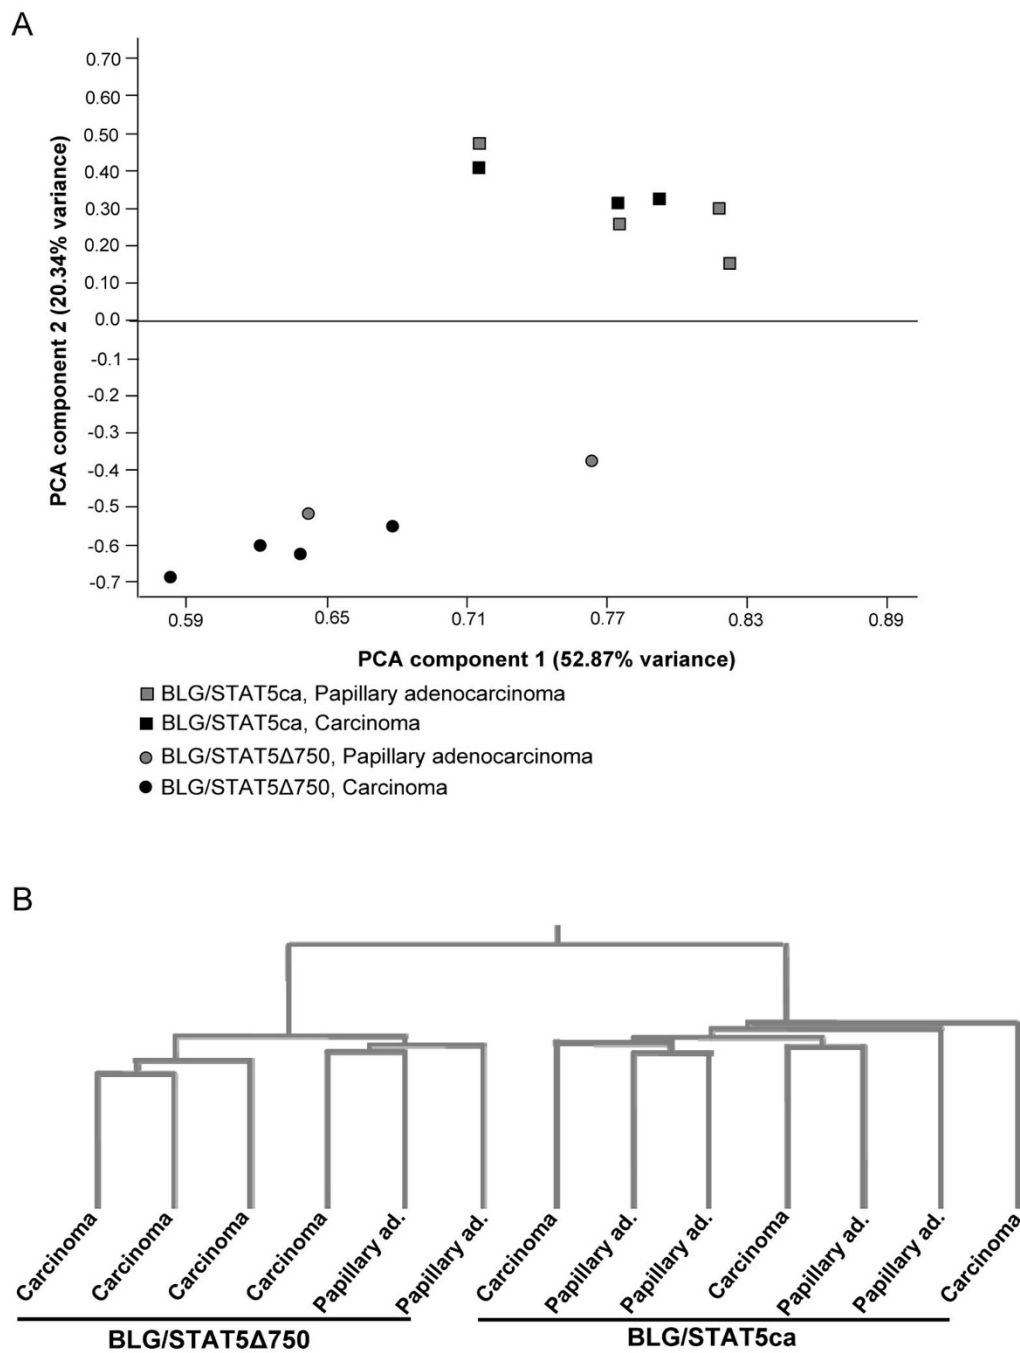 A
0.70
0.60
0.50
0.40
0.30
0.20
0.10
0.0
-0.1
-0.2
-0.3
-0.4
-0.5
-0.6
-0.7
PCA component 2 (20.34% variance)
0.59 0.65 0.71 0.77 0.83 0.89
PCA component 1 (52.87% variance)
BLG/STAT5ca, Papillary adenocarcinoma
BLG/STAT5ca, Carcinoma
BLG/STAT5Δ750, Papillary adenocarcinoma
BLG/STAT5Δ750, Carcinoma
B
Carcinoma
Carcinoma
Carcinoma
Carcinoma
Papillary ad.
Papillary ad.
Carcinoma
Papillary ad.
Papillary ad.
Carcinoma
Papillary ad.
Papillary ad.
Carcinoma
BLG/STAT5Δ750
BLG/STAT5ca